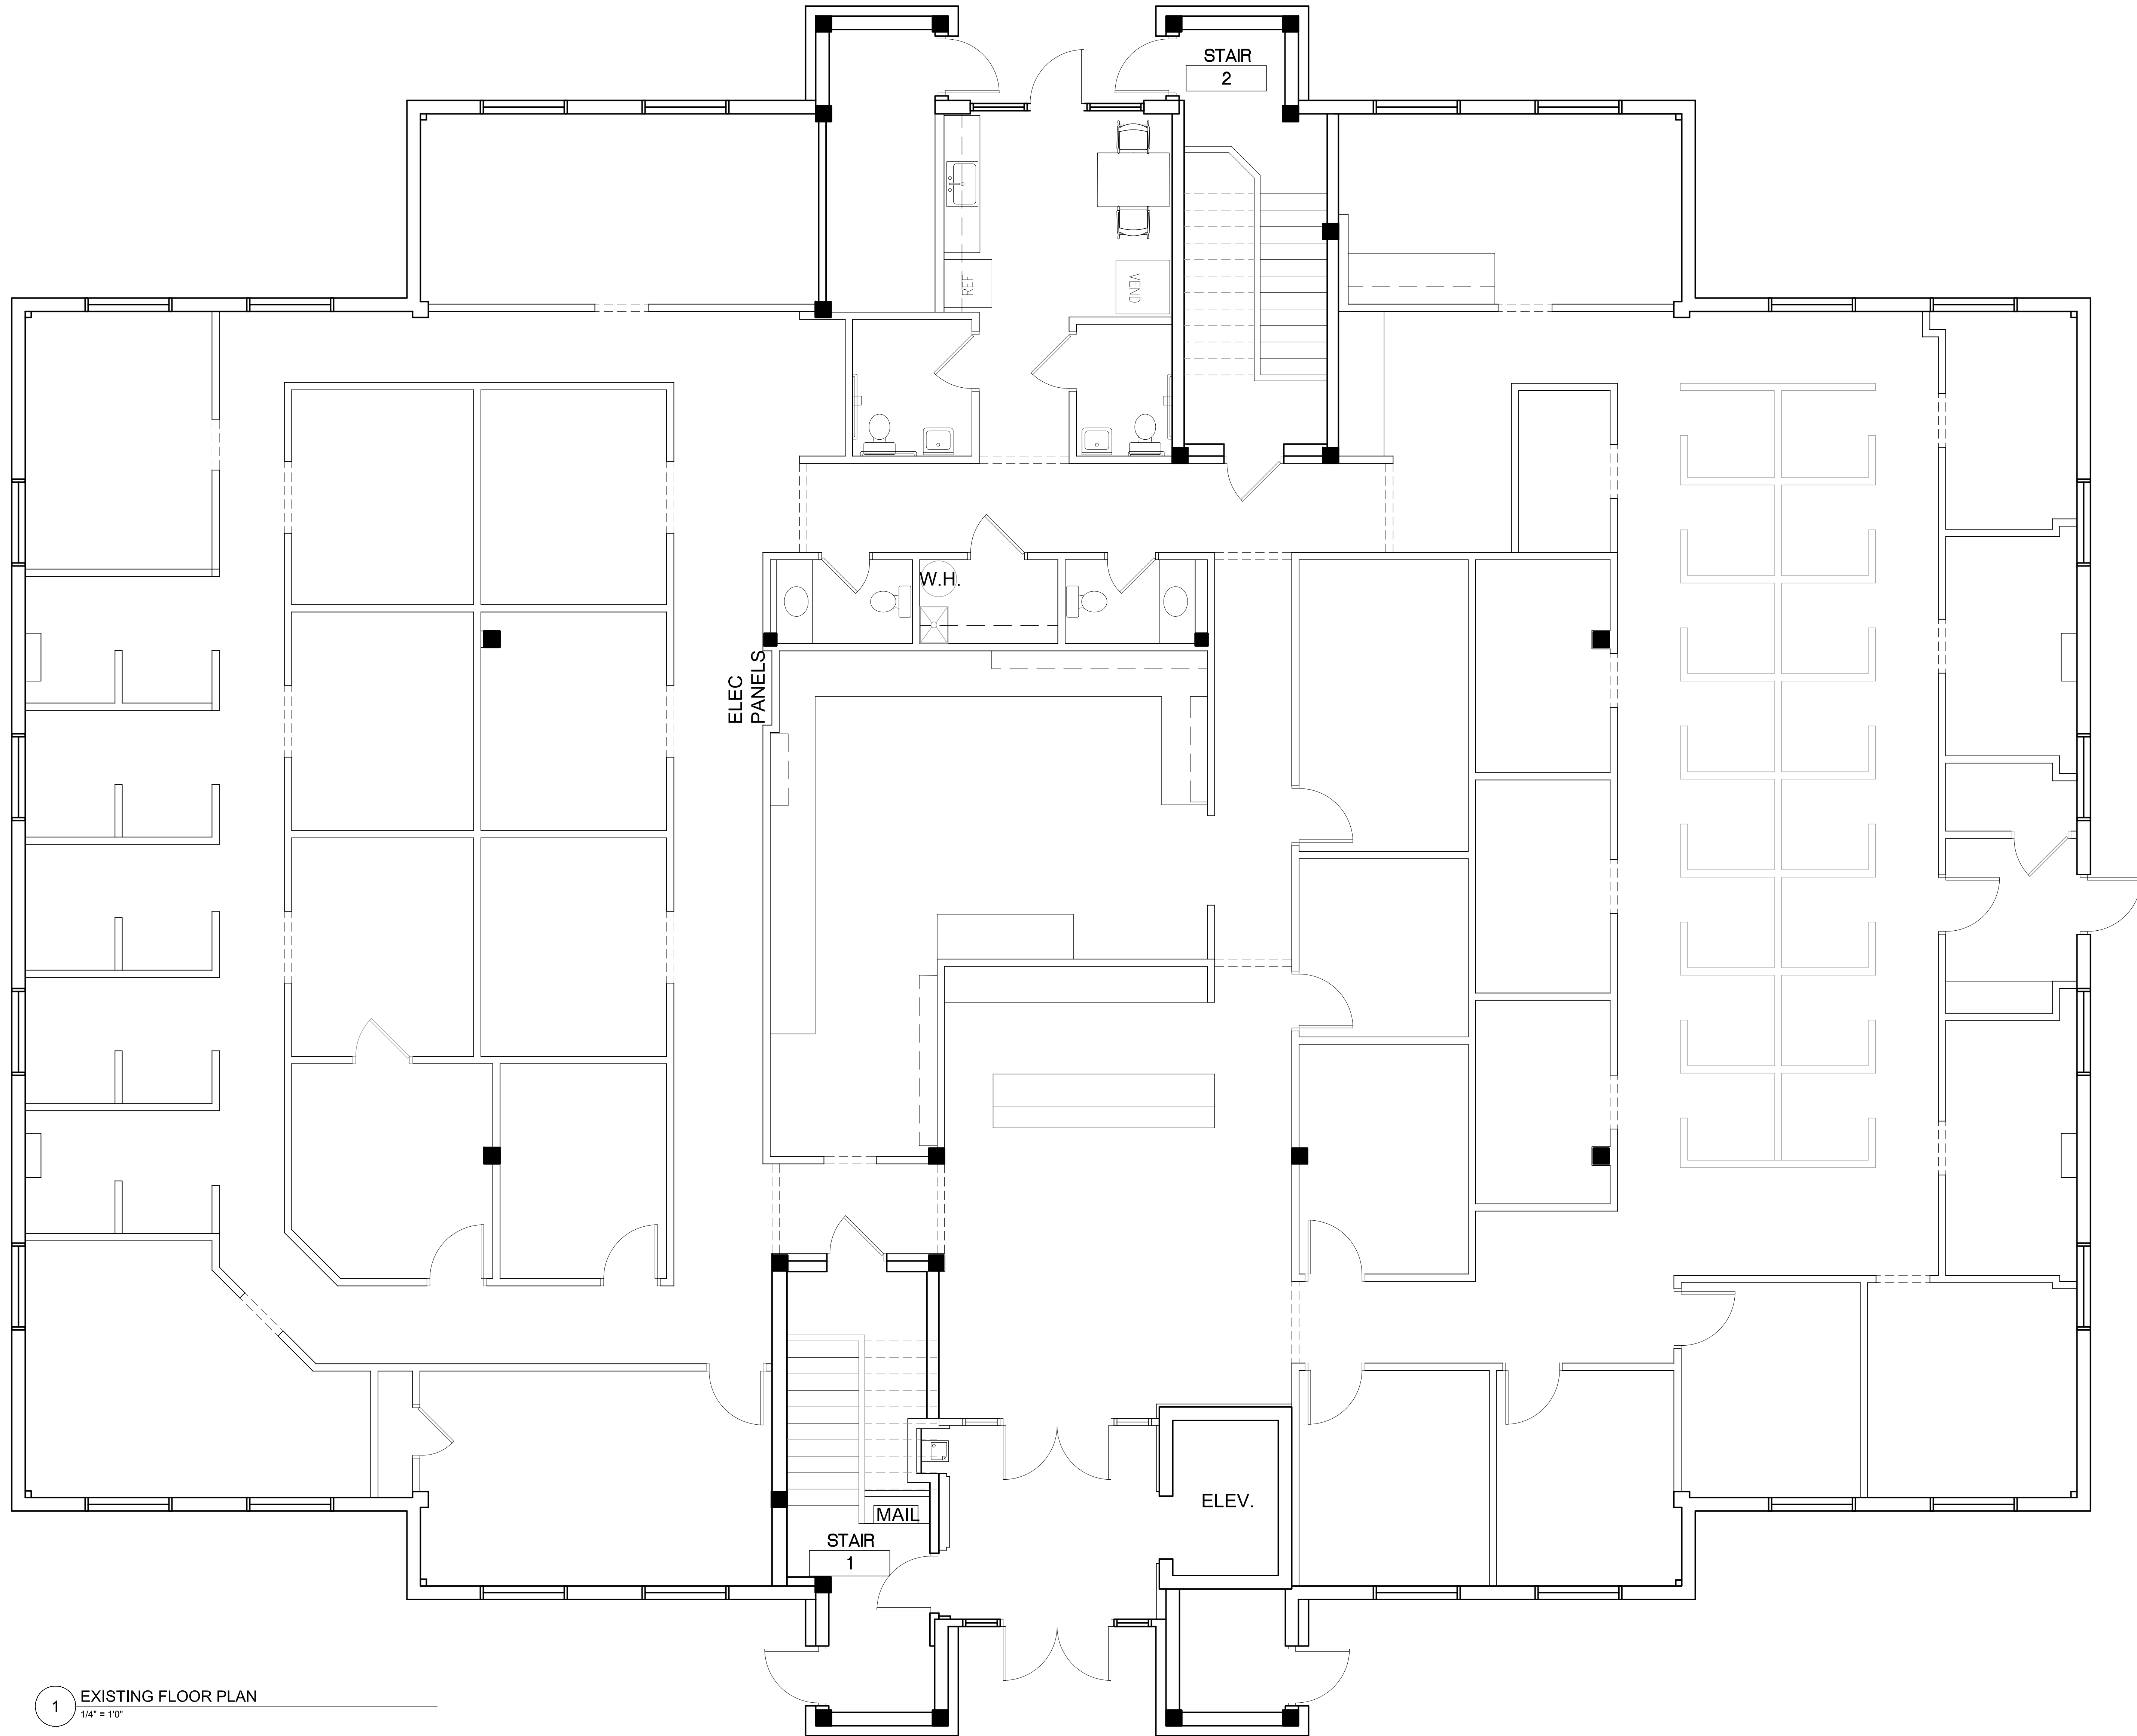 STAIR
2
REF
VEND
W.H.
ELEC
PANELS
ELEV.
MAIL
STAIR
1
1
EXISTING FLOOR PLAN
1/4" = 1'0"